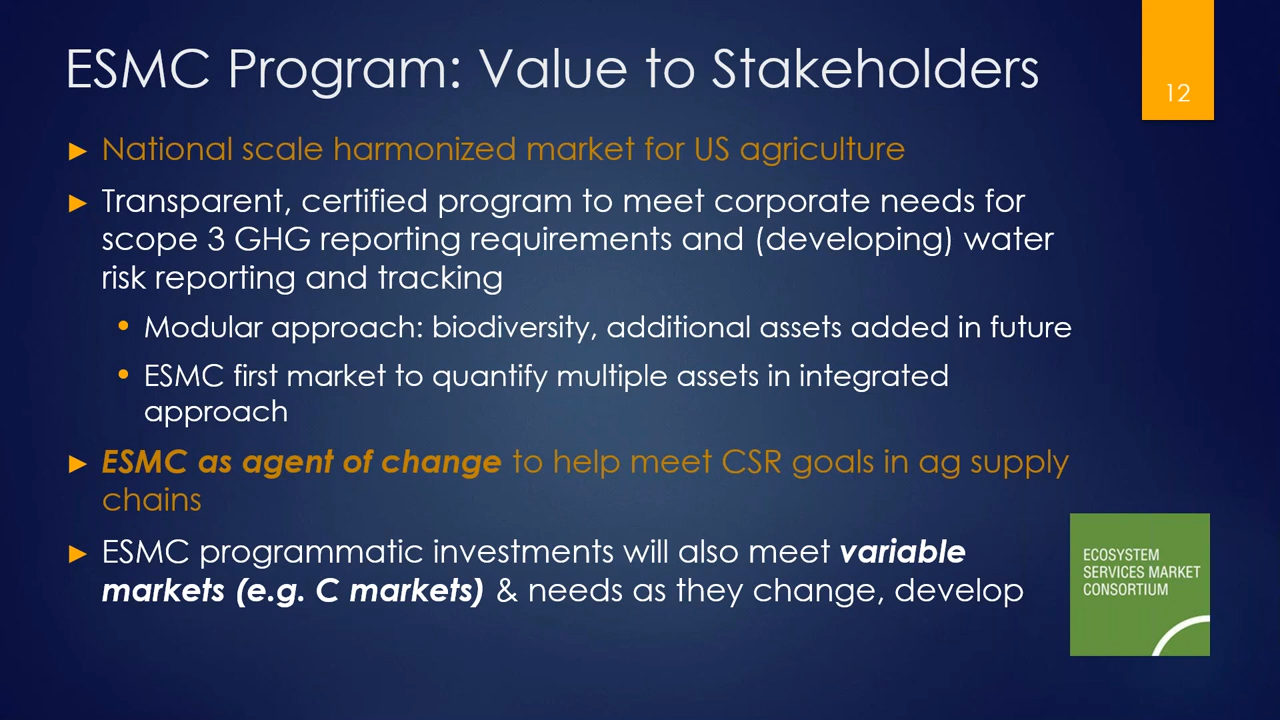 ESMC Program: Value to Stakeholders
12
► National scale harmonized market for US agriculture
► Transparent, certified program to meet corporate needs for
scope 3 GHG reporting requirements and (developing) water
risk reporting and tracking
• Modular approach: biodiversity, additional assets added in future
• ESMC first market to quantify multiple assets in integrated
approach
► ESMC as agent of change to help meet CSR goals in ag supply
chains
► ESMC programmatic investments will also meet variable
markets (e.g. C markets) & needs as they change, develop
ECOSYSTEM
SERVICES MARKET
CONSORTIUM